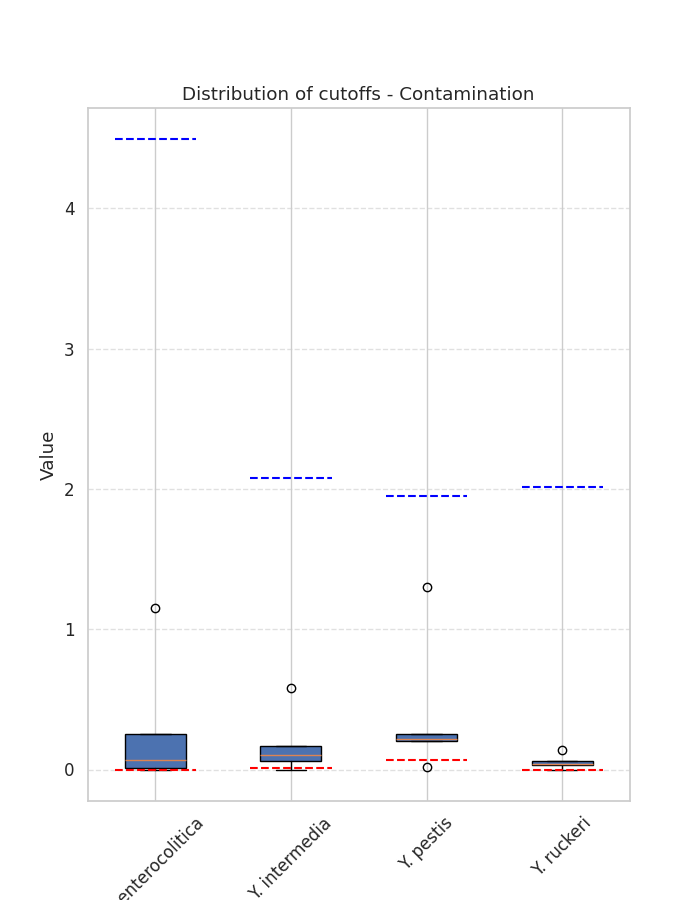 Distribution of cutoffs - Contamination
Value
4
3
2
1
0
enterocolitica
Y. intermedia
Y. pestis
Y. ruckeri